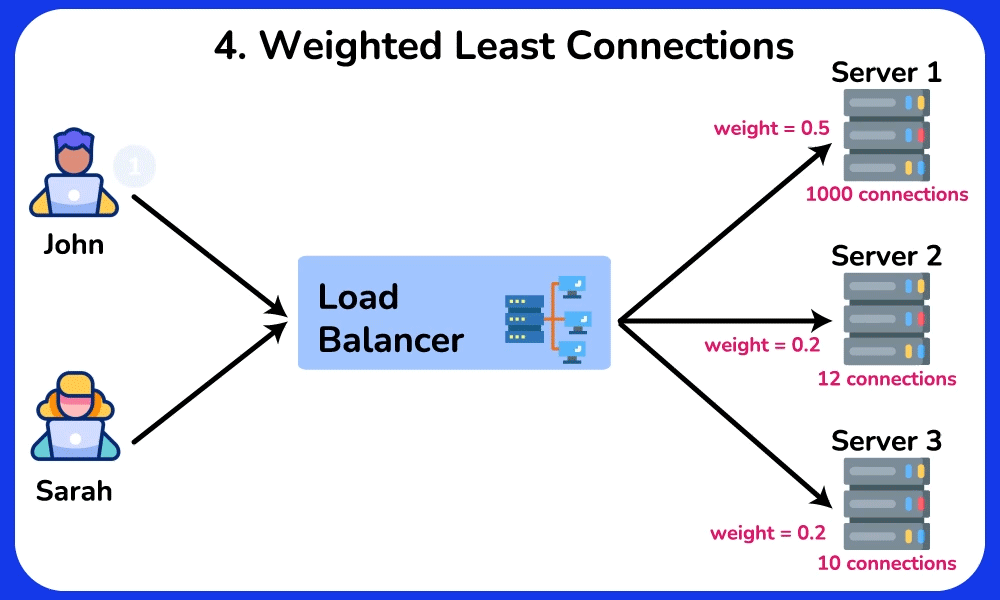 4. Weighted Least Connections
Server 1
weight = 0.5
1000 connections
1
John
Server 2
Load
Balancer
weight = 0.2
12 connections
Server 3
Sarah
weight = 0.2
10 connections